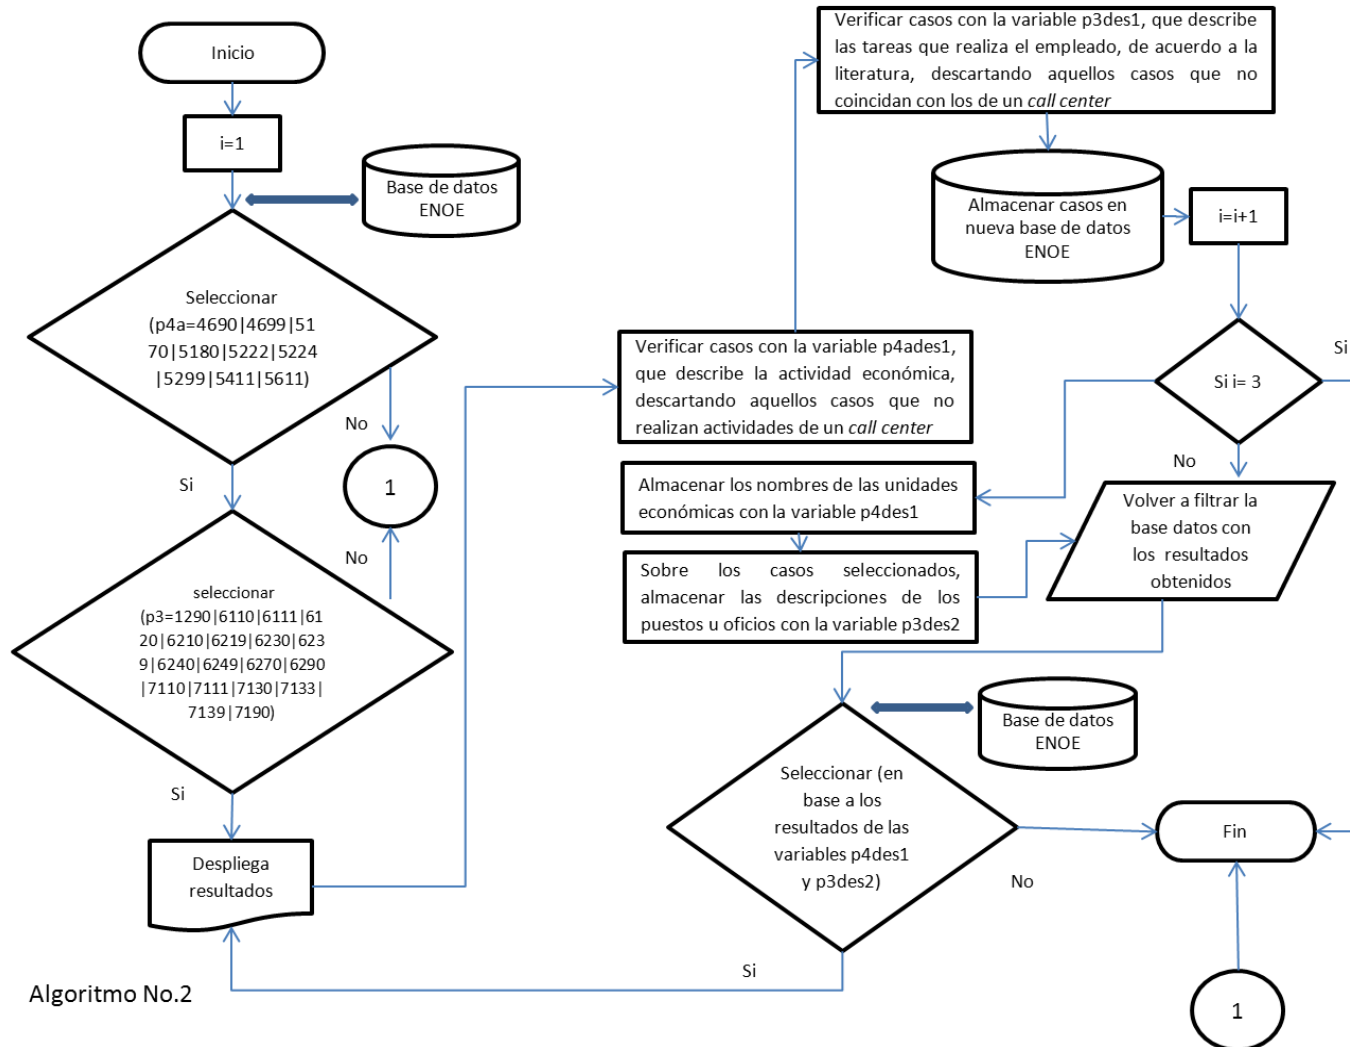 Inicio
i=1
Base de datos
ENOE
Seleccionar
(p4a=4690|4699|51
70|5180|5222|5224
|5299|5411|5611)
No
1
Si
No
seleccionar
(p3=1290|6110|6111|61
20|6210|6219|6230|623
9|6240|6249|6270|6290
|7110|7111|7130|7133|
7139|7190)
Si
Despliega
resultados
Verificar casos con la variable p4ades1,
que describe la actividad económica,
descartando aquellos casos que no
realizan actividades de un call center
Verificar casos con la variable p3des1, que describe
las tareas que realiza el empleado, de acuerdo a la
literatura, descartando aquellos casos que no
coincidan con los de un call center
Almacenar casos en
nueva base de datos
ENOE
i=i+1
Si i= 3
Si
No
Almacenar los nombres de las unidades
económicas con la variable p4des1
Sobre los casos seleccionados,
almacenar las descripciones de los
puestos u oficios con la variable p3des2
Volver a filtrar la
base datos con
los resultados
obtenidos
Base de datos
ENOE
Seleccionar (en
base a los
resultados de las
variables p4des1
y p3des2)
No
Fin
Si
1
Algoritmo No.2